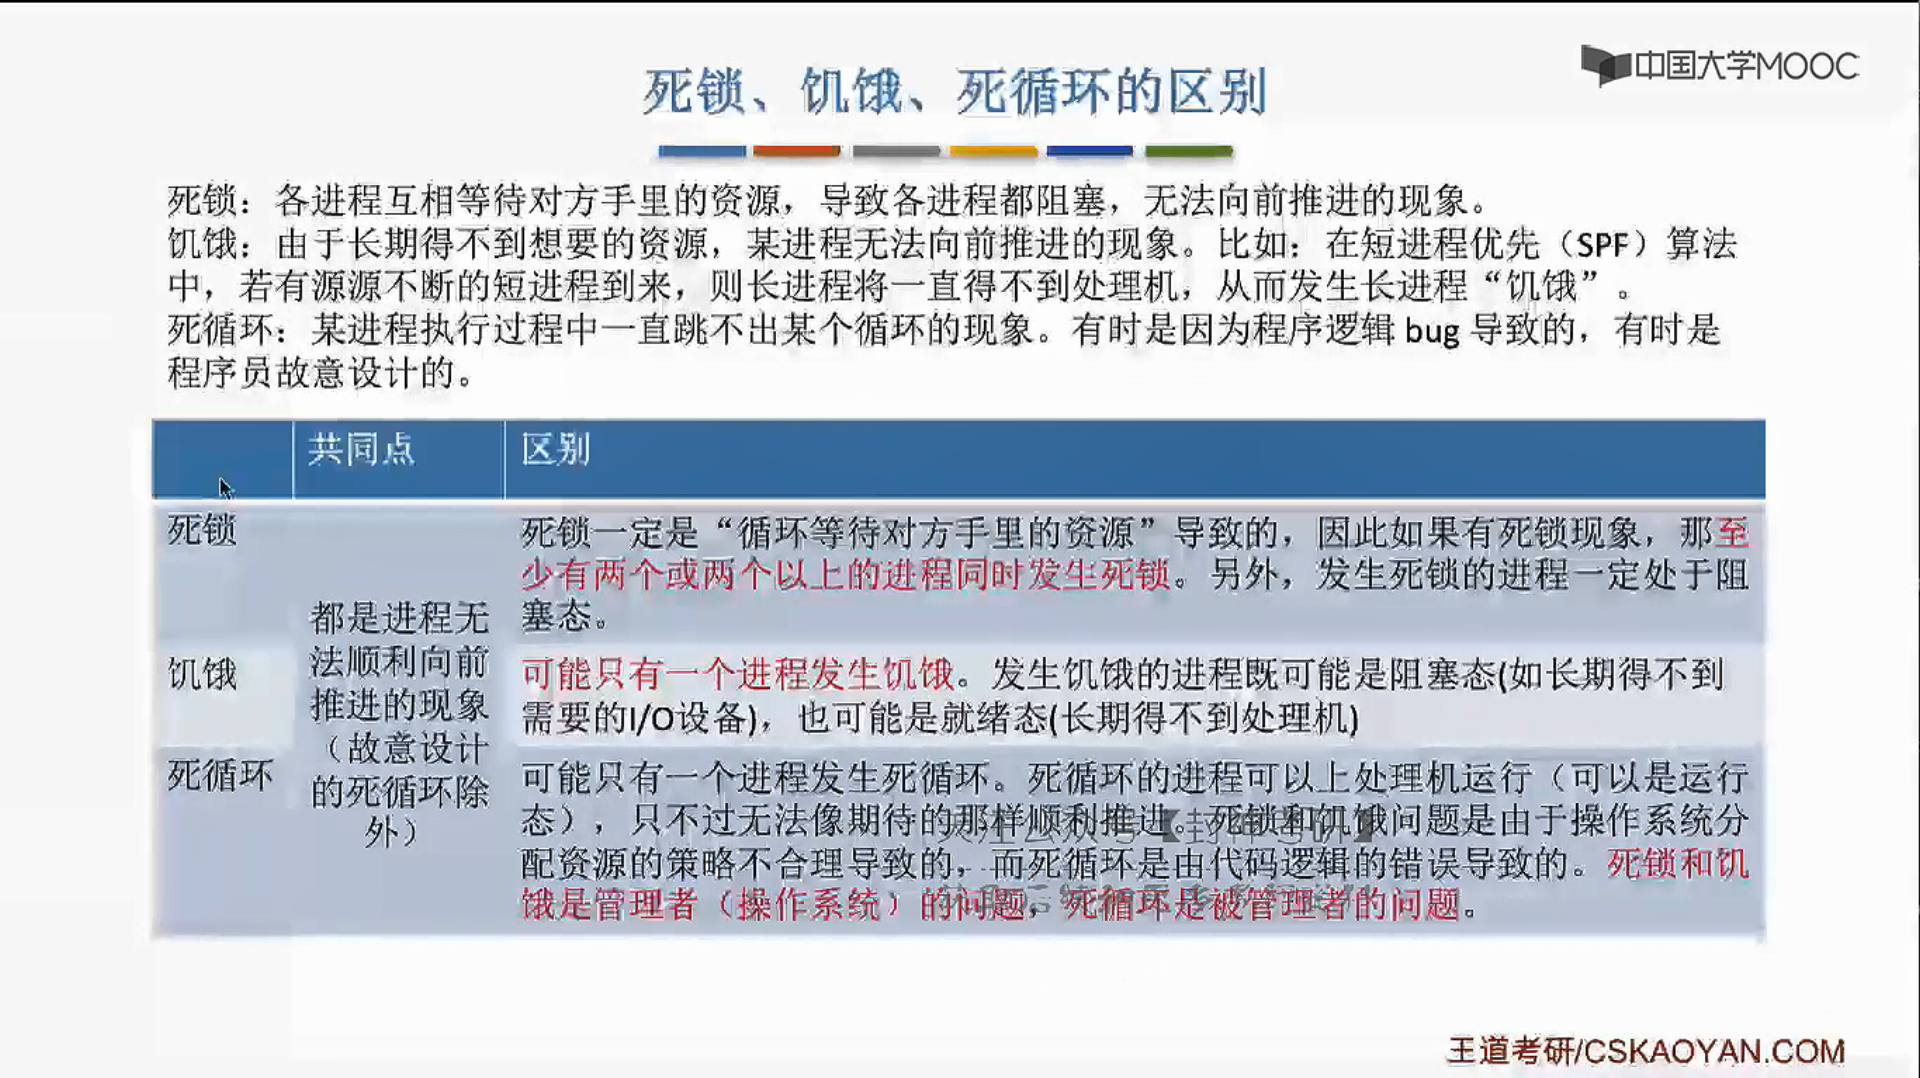 中国大学MOOC
死锁、饥饿、死循环的区别
死锁：各进程互相等待对方手里的资源，导致各进程都阻塞，无法向前推进的现象。
饥饿：由于长期得不到想要的资源，某进程无法向前推进的现象。比如：在短进程优先（SPF）算法
中，若有源源不断的短进程到来，则长进程将一直得不到处理机，从而发生长进程“饥饿”。
死循环：某进程执行过程中一直跳不出某个循环的现象。有时是因为程序逻辑 bug 导致的，有时是
程序员故意设计的。
共同点
区别
死锁
死锁一定是“循环等待对方手里的资源”导致的，因此如果有死锁现象，那至
少有两个或两个以上的进程同时发生死锁。另外，发生死锁的进程一定处于阻
塞态。
都是进程无
法顺利向前
推进的现象
（故意设计
的死循环除
外）
饥饿
可能只有一个进程发生饥饿。发生饥饿的进程既可能是阻塞态(如长期得不到
需要的I/O设备)，也可能是就绪态(长期得不到处理机)
死循环
可能只有一个进程发生死循环。死循环的进程可以上处理机运行（可以是运行
态），只不过无法像期待的那样顺利推进。死锁和饥饿问题是由于操作系统分
配资源的策略不合理导致的，而死循环是由代码逻辑的错误导致的。死锁和饥
饿是管理者（操作系统）的问题，死循环是被管理者的问题。
王道考研/CSKAOYAN.COM